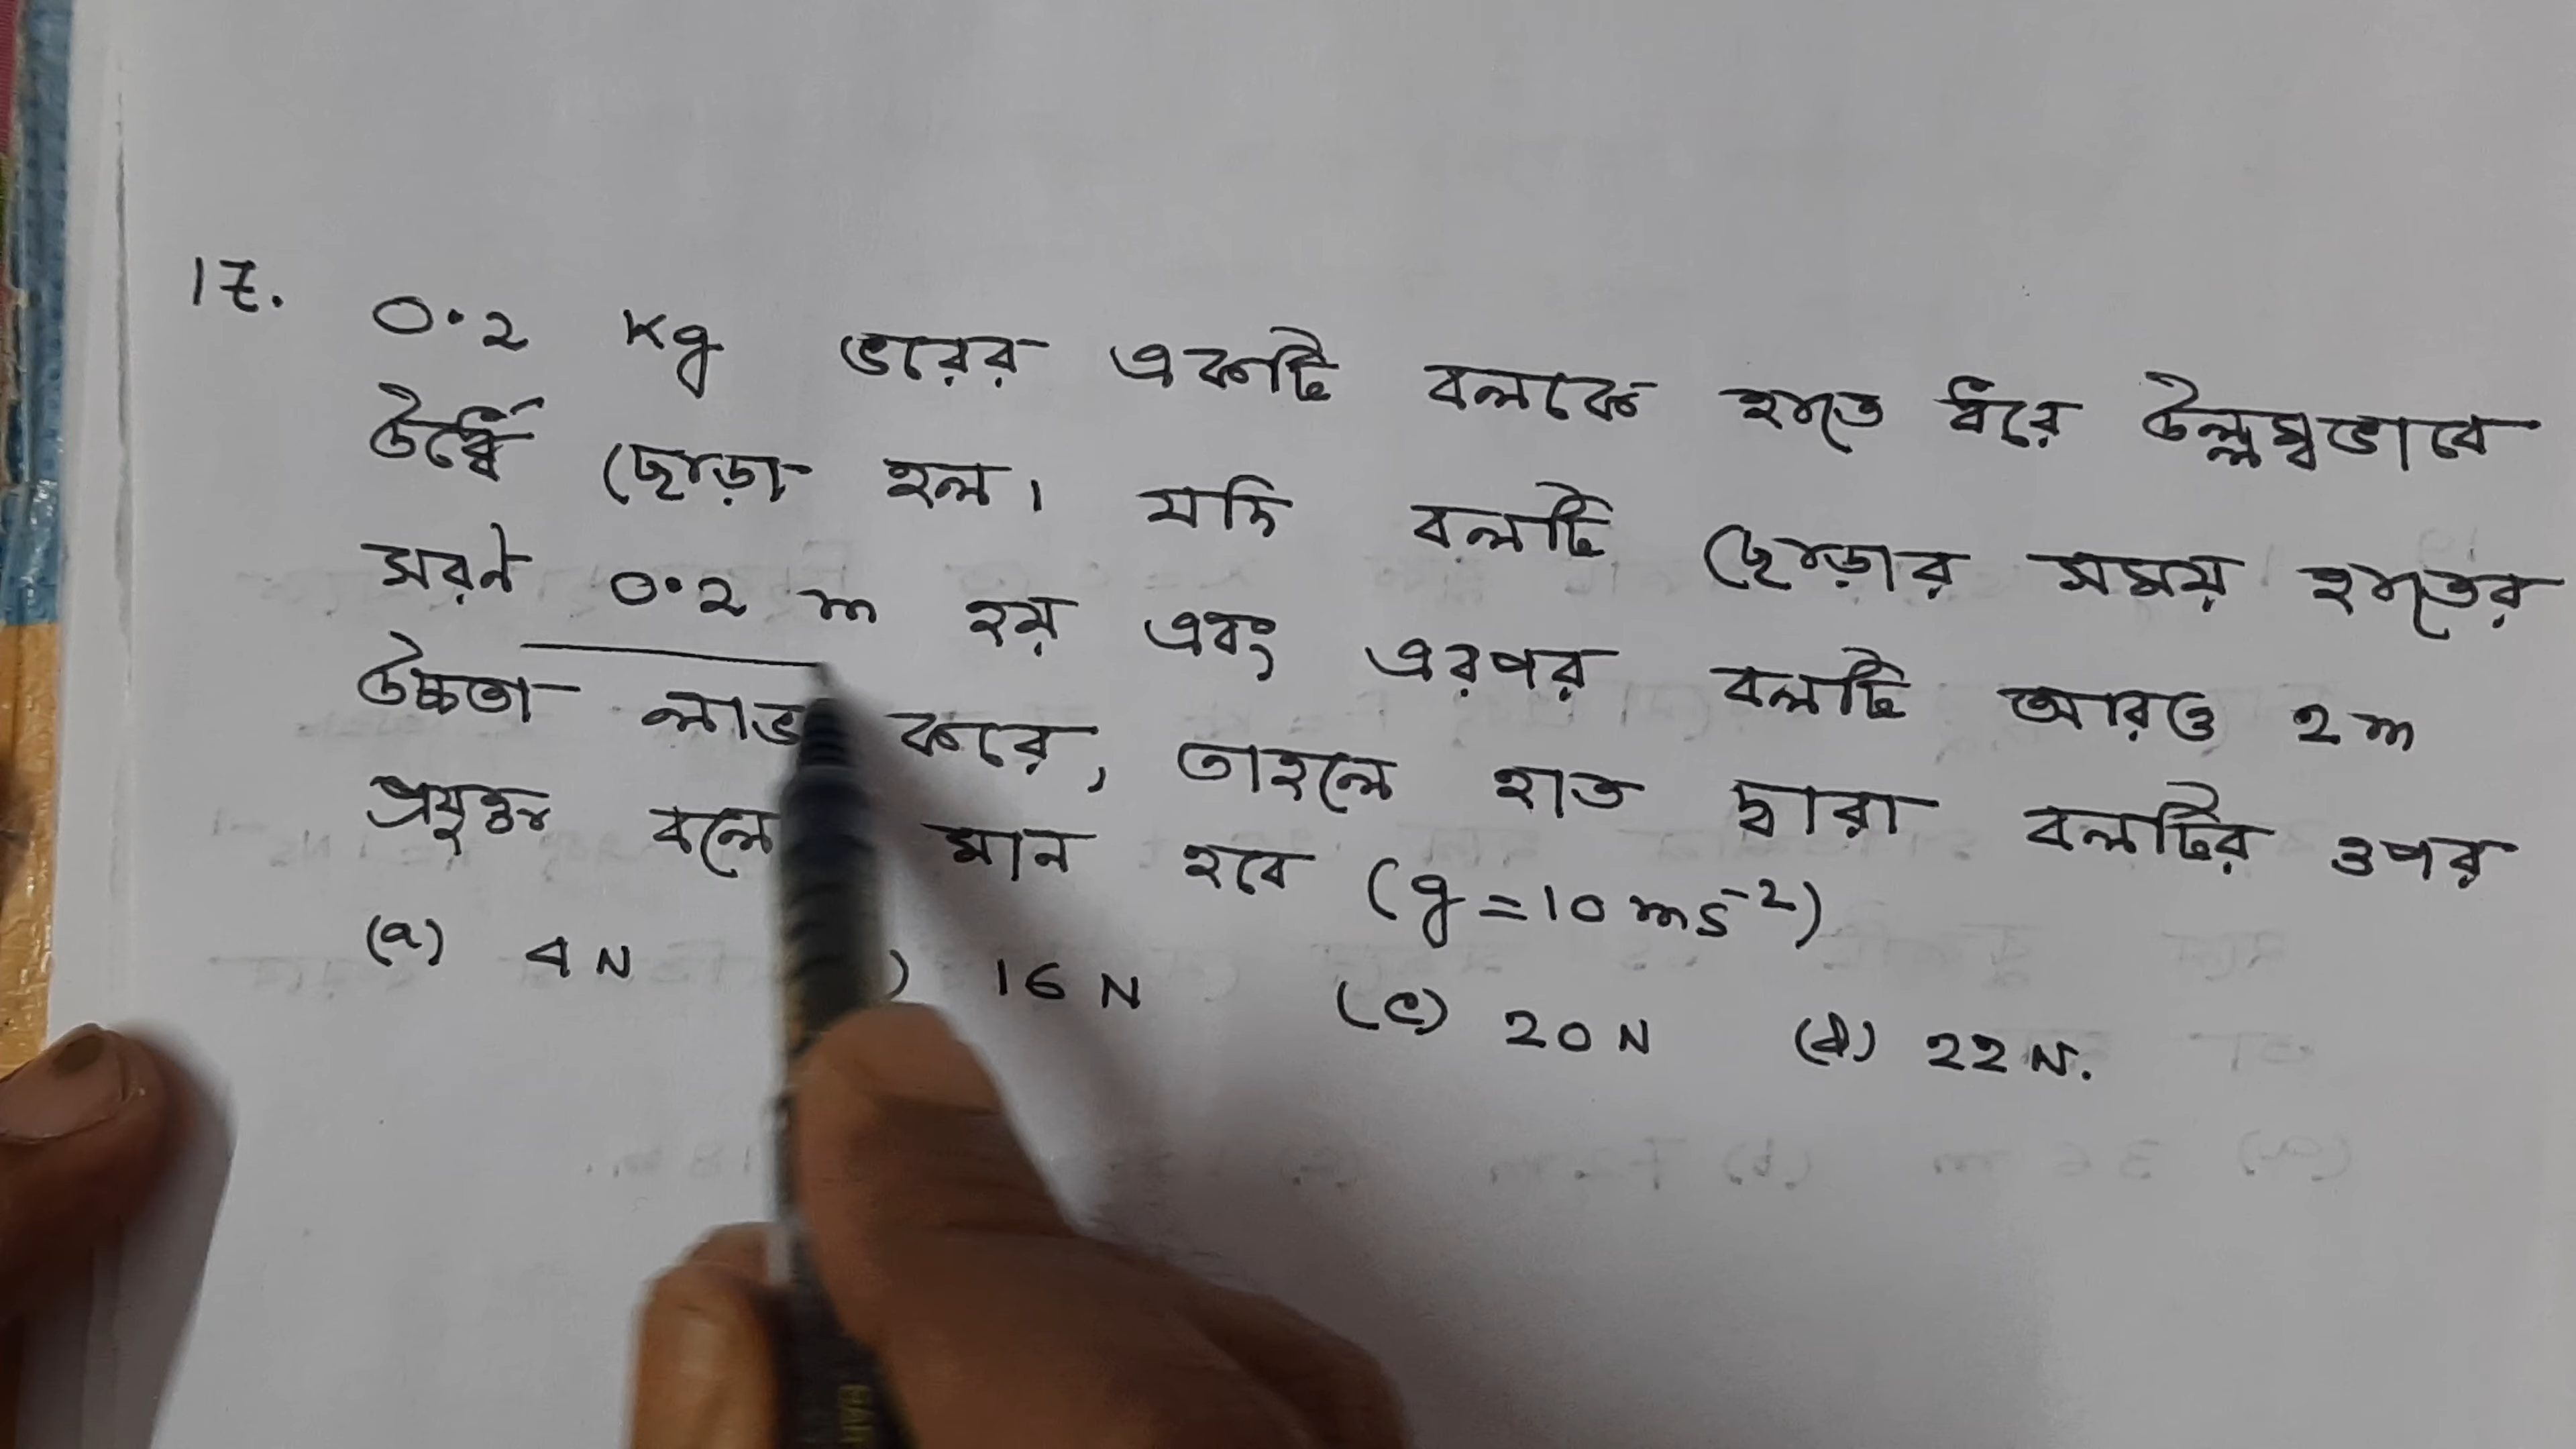 17. 0.2 kg ভরের একটি বলকে হাতে ধরে উল্লম্বভাবে
উর্ধ্বে ছোড়া হল। যদি বলটি ছোড়ার সময় হাতের
সরণ 0.2 m হয় এবং এরপর বলটি আরও 2 m
উচ্চতা লাভ করে, তাহলে হাত দ্বারা বলটির ওপর
প্রযুক্ত মান হবে (g = 10 ms⁻²)
(a) 4 N ) 16 N (c) 20 N (d) 22 N.